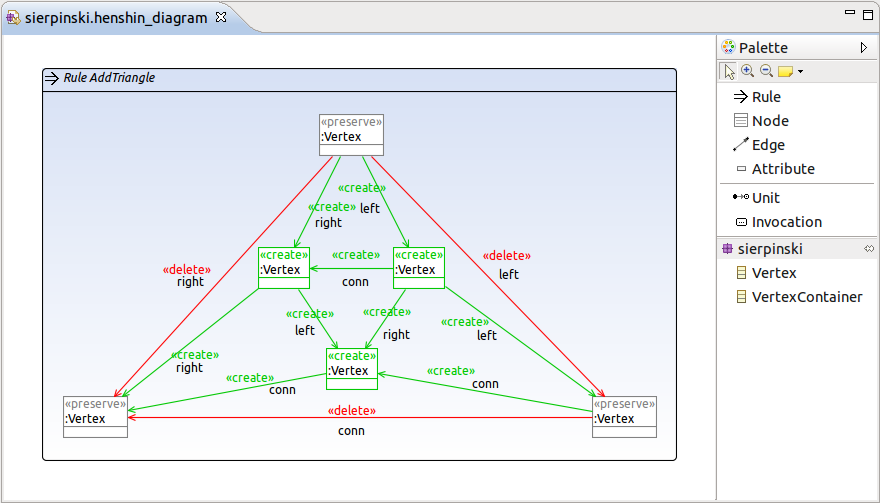 sierpinski.henshin_diagram
Palette
Rule AddTriangle
Rule
Node
Edge
Attribute
Unit
Invocation
sierpinski
Vertex
VertexContainer
«preserve»
:Vertex
«create»
«create» left
right
«create»
:Vertex
«create»
conn
«create»
:Vertex
«delete»
right
«delete»
left
«create»
left
«create»
right
«create»
left
«create»
right
«create»
:Vertex
«create»
conn
«create»
conn
«preserve»
:Vertex
«delete»
conn
«preserve»
:Vertex